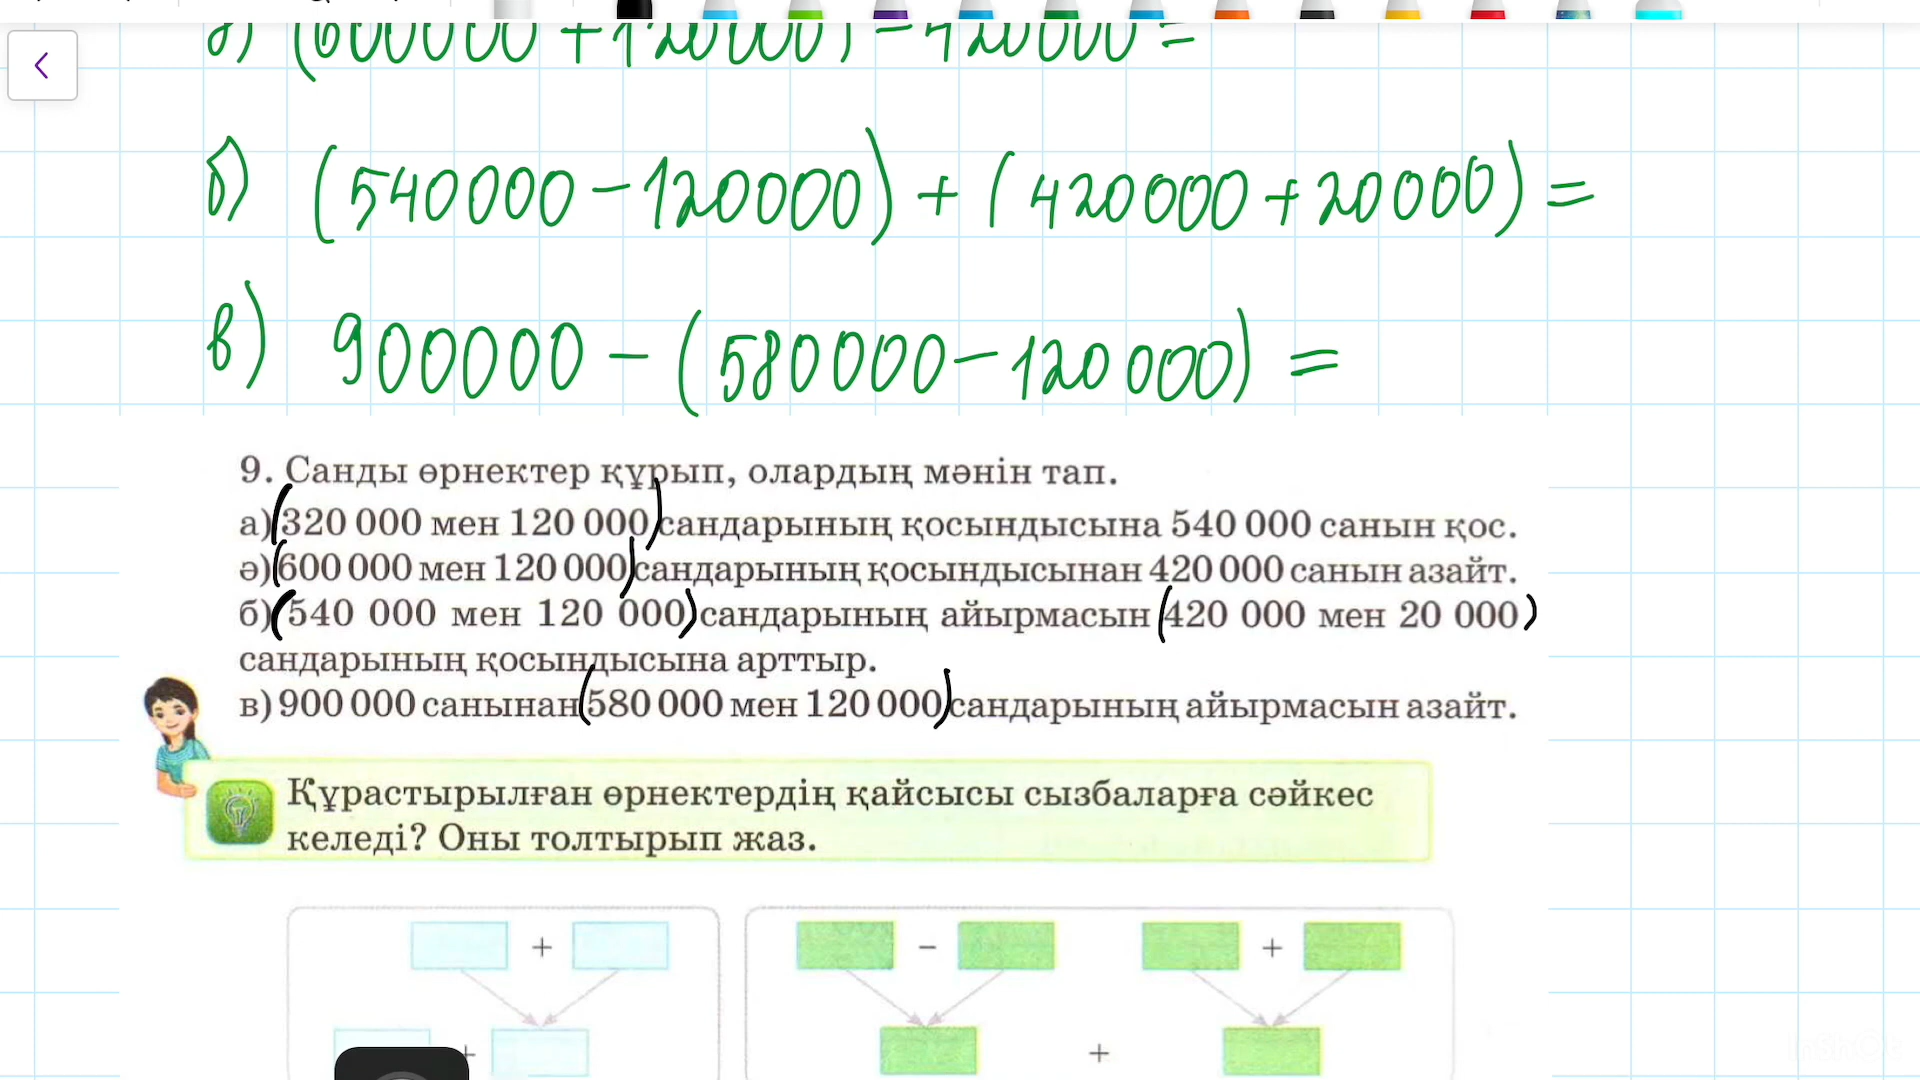 ә) (600000 + 120000) - 420000 =
б) (540000 - 120000) + (420000 + 20000) =
в) 900000 - (580000 - 120000) =
9. Санды өрнектер құрып, олардың мәнін тап.
а) (320 000 мен 120 000) сандарының қосындысына 540 000 санын қос.
ә) (600 000 мен 120 000) сандарының қосындысынан 420 000 санын азайт.
б) (540 000 мен 120 000) сандарының айырмасын (420 000 мен 20 000)
сандарының қосындысына арттыр.
в) 900 000 санынан (580 000 мен 120 000) сандарының айырмасын азайт.
Құрастырылған өрнектердің қайсысы сызбаларға сәйкес
келеді? Оны толтырып жаз.
+ - +
+ +